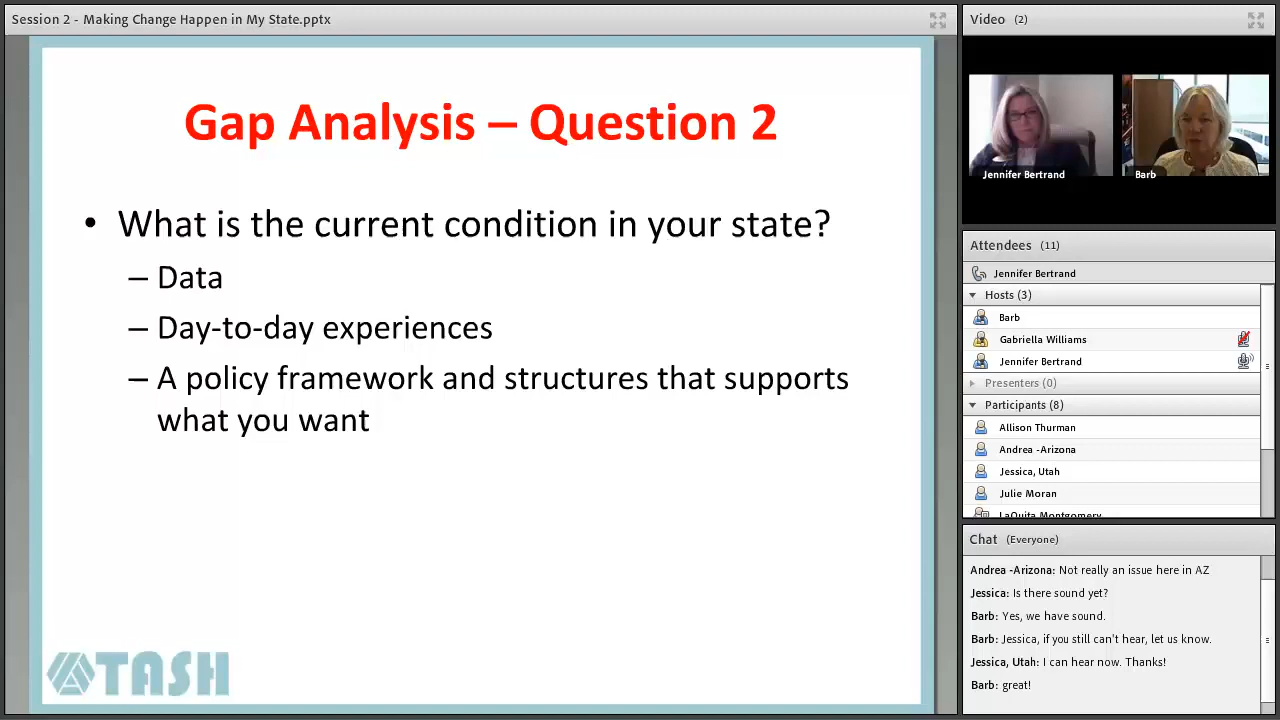 Session 2 - Making Change Happen in My State.pptx
Gap Analysis – Question 2
• What is the current condition in your state?
– Data
– Day-to-day experiences
– A policy framework and structures that supports
what you want
TASH
Video (2)
Jennifer Bertrand
Barb
Attendees (11)
Jennifer Bertrand
Hosts (3)
Barb
Gabriella Williams
Jennifer Bertrand
Presenters (0)
Participants (8)
Allison Thurman
Andrea -Arizona
Jessica, Utah
Julie Moran
LaQuita Montgomery
Chat (Everyone)
Andrea -Arizona: Not really an issue here in AZ
Jessica: Is there sound yet?
Barb: Yes, we have sound.
Barb: Jessica, if you still can't hear, let us know.
Jessica, Utah: I can hear now. Thanks!
Barb: great!